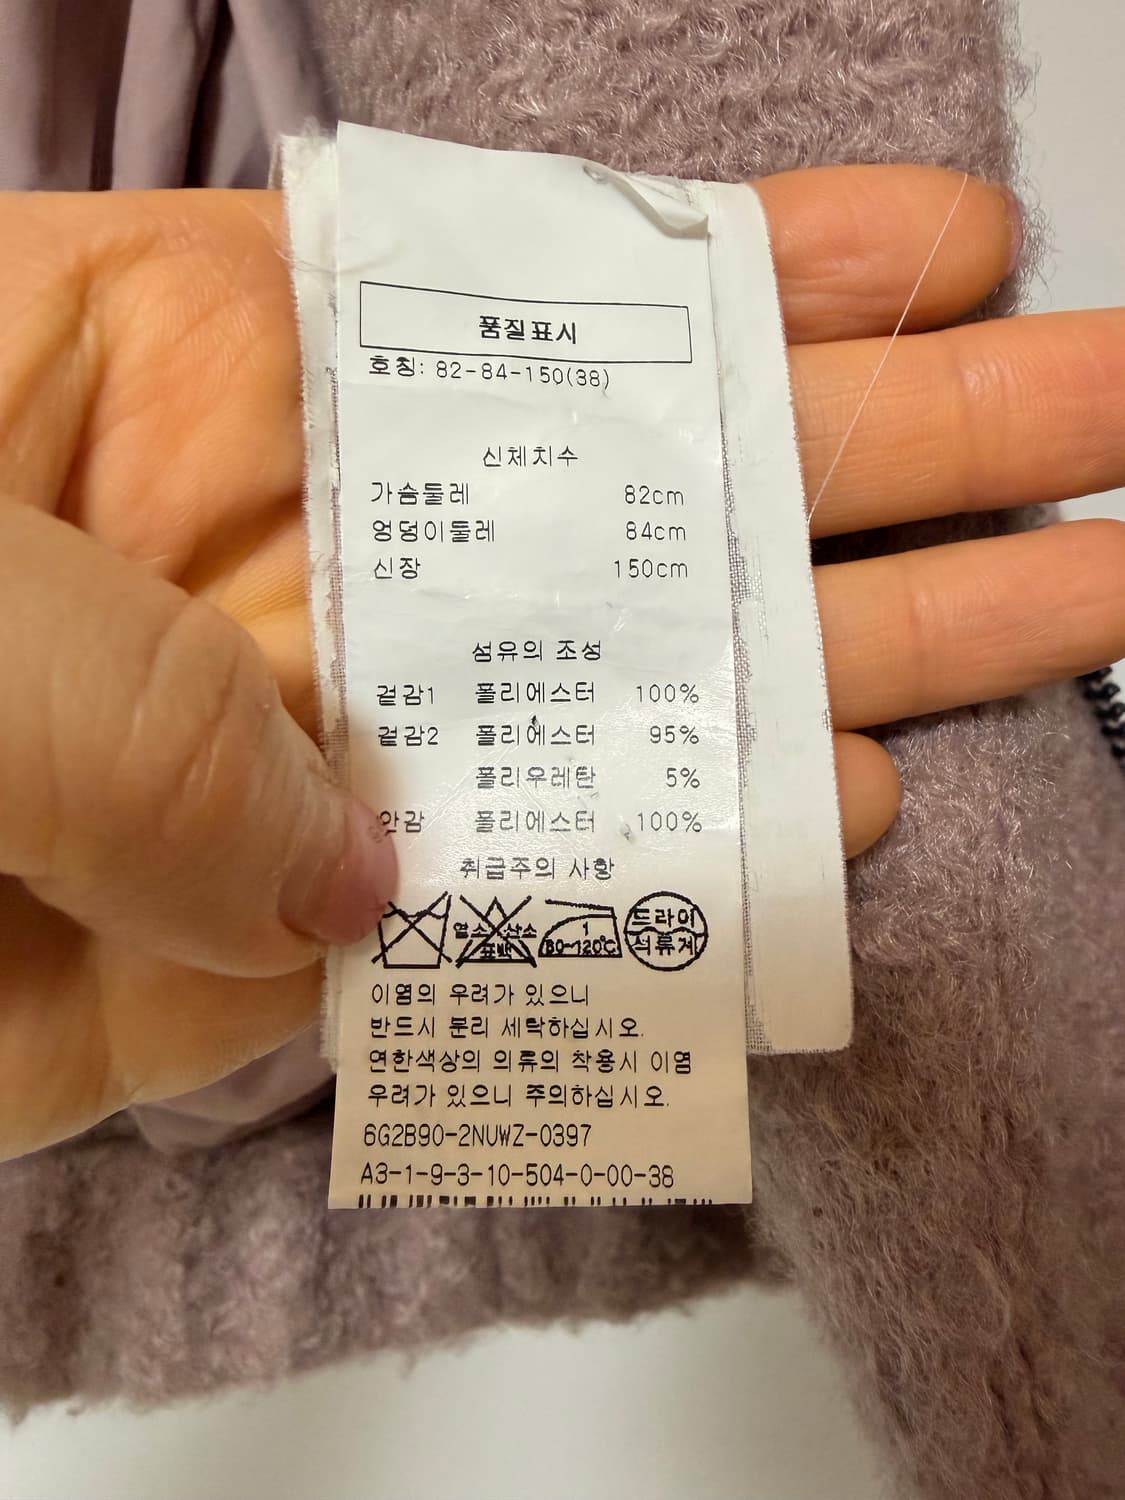 품질표시
호칭: 82-84-150(38)
신체치수
가슴둘레 82cm
엉덩이둘레 84cm
신장 150cm
섬유의 조성
겉감1 폴리에스터 100%
겉감2 폴리에스터 95%
폴리우레탄 5%
안감 폴리에스터 100%
취급주의 사항
염소 산소 표백
1 80~120℃
드라이 석류계
이염의 우려가 있으니
반드시 분리 세탁하십시오.
연한색상의 의류의 착용시 이염
우려가 있으니 주의하십시오.
6G2B90-2NUWZ-0397
A3-1-9-3-10-504-0-00-38